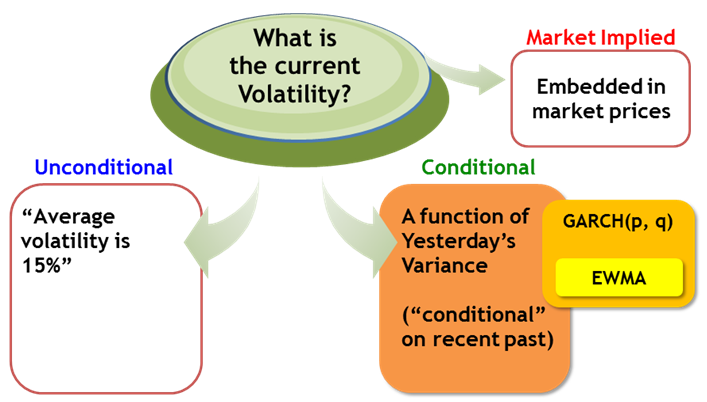 What is
the current
Volatility?
Market Implied
Embedded in
market prices
Unconditional
“Average
volatility is
15%”
Conditional
A function of
Yesterday’s
Variance
(“conditional”
on recent past)
GARCH(p, q)
EWMA